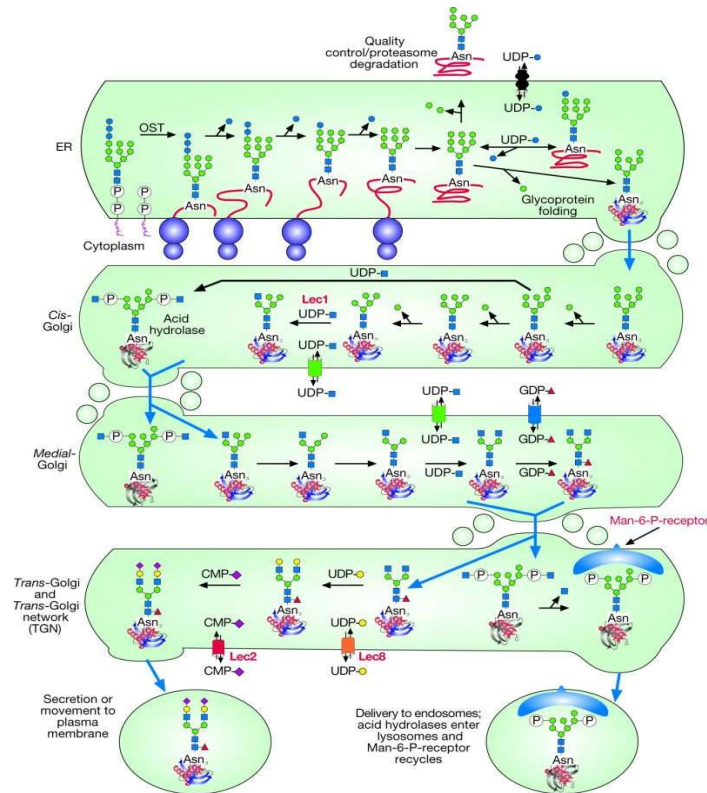 Quality
control/proteasome
degradation
Asn
UDP-
UDP-
ER
OST
UDP-
Asn
Asn
Asn
Asn
Asn
Asn
Asn
P
P
P
P
Glycoprotein
folding
Asn
Cytoplasm
UDP-
Lec1
UDP-
Cis-
Golgi
P
P
Acid
hydrolase
Asn
Asn
Asn
Asn
Asn
Asn
UDP-
UDP-
UDP-
GDP-
UDP-
GDP-
Medial-
Golgi
P
P
Asn
Asn
Asn
Asn
UDP-
Asn
GDP-
Asn
Man-6-P-receptor
Trans-Golgi
and
Trans-Golgi
network
(TGN)
CMP-
UDP-
P
P
P
P
Asn
Asn
Asn
Asn
Asn
CMP-
Lec2
CMP-
UDP-
Lec8
UDP-
Secretion or
movement to
plasma
membrane
Asn
Delivery to endosomes;
acid hydrolases enter
lysosomes and
Man-6-P-receptor
recycles
P
P
Asn